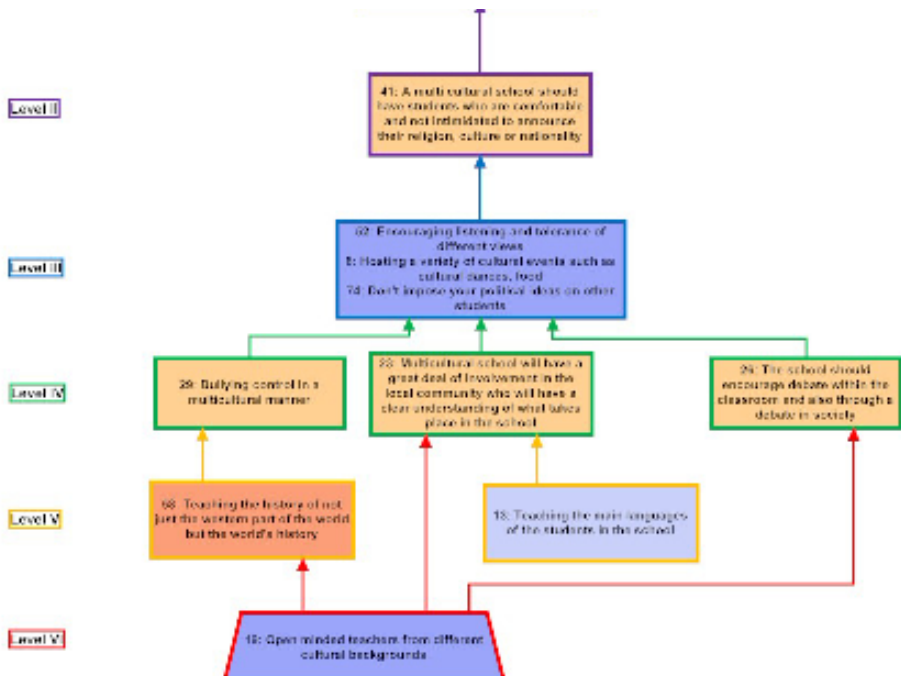 Level II
41: A multi cultural school should
have students who are comfortable
and not intimidated to announce
their religion, culture or nationality
Level III
52: Encouraging listening and tolerance of
different views
5: Hosting a variety of cultural events such as
cultural dances, food
74: Don't impose your political ideas on other
students
Level IV
29: Bullying control in a
multicultural manner
23: Multicultural school will have a
great deal of involvement in the
local community who will have a
clear understanding of what takes
place in the school
26: The school should
encourage debate within the
classroom and also through a
debate in society
Level V
58: Teaching the history of not
just the western part of the world
but the world's history
13: Teaching the main languages
of the students in the school
Level VI
Open minded teachers from different
cultural backgrounds